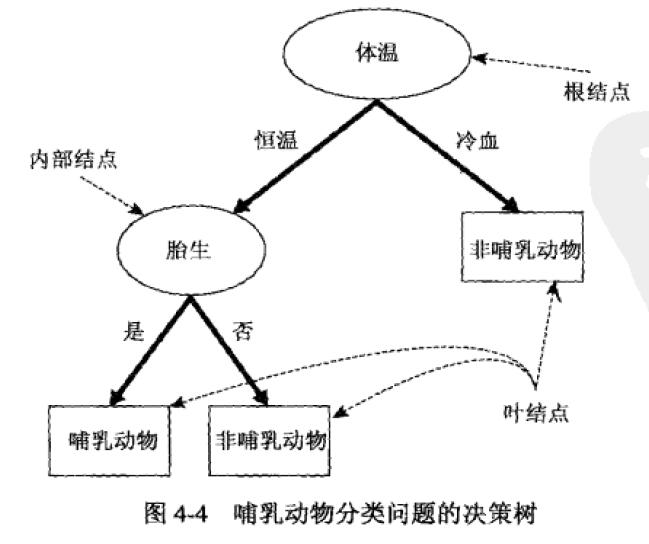 体温
根结点
恒温
冷血
内部结点
胎生
非哺乳动物
是
否
哺乳动物
非哺乳动物
叶结点
图 4-4 哺乳动物分类问题的决策树